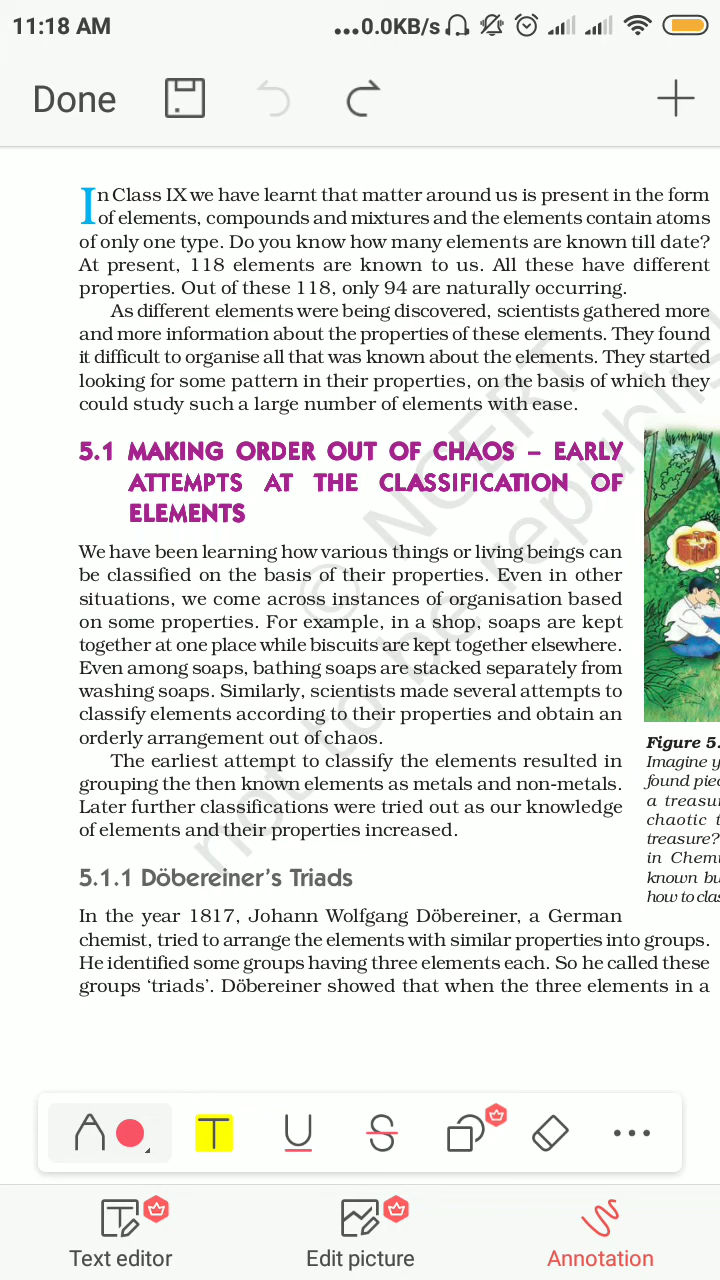 11:18 AM
...0.0KB/s
Done
In Class IX we have learnt that matter around us is present in the form
of elements, compounds and mixtures and the elements contain atoms
of only one type. Do you know how many elements are known till date?
At present, 118 elements are known to us. All these have different
properties. Out of these 118, only 94 are naturally occurring.
As different elements were being discovered, scientists gathered more
and more information about the properties of these elements. They found
it difficult to organise all that was known about the elements. They started
looking for some pattern in their properties, on the basis of which they
could study such a large number of elements with ease.
5.1 MAKING ORDER OUT OF CHAOS – EARLY
ATTEMPTS AT THE CLASSIFICATION OF
ELEMENTS
We have been learning how various things or living beings can
be classified on the basis of their properties. Even in other
situations, we come across instances of organisation based
on some properties. For example, in a shop, soaps are kept
together at one place while biscuits are kept together elsewhere.
Even among soaps, bathing soaps are stacked separately from
washing soaps. Similarly, scientists made several attempts to
classify elements according to their properties and obtain an
orderly arrangement out of chaos.
The earliest attempt to classify the elements resulted in
grouping the then known elements as metals and non-metals.
Later further classifications were tried out as our knowledge
of elements and their properties increased.
Figure 5.
Imagine y
found piec
a treasu
chaotic t
treasure?
in Chem
known bu
how to clas
5.1.1 Döbereiner's Triads
In the year 1817, Johann Wolfgang Döbereiner, a German
chemist, tried to arrange the elements with similar properties into groups.
He identified some groups having three elements each. So he called these
groups 'triads'. Döbereiner showed that when the three elements in a
© NCERT
not to be republish
T
U
S
Text editor
Edit picture
Annotation